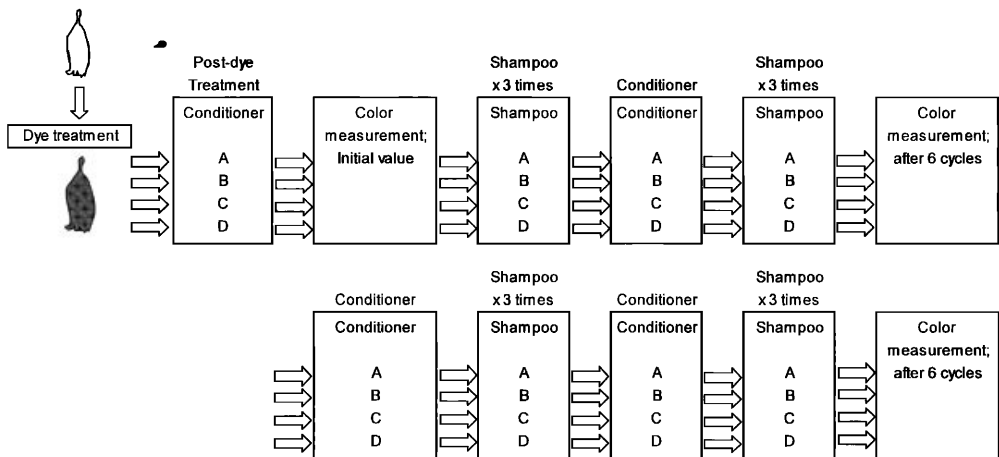 Post-dye
Treatment
Shampoo
x 3 times
Conditioner
Shampoo
x 3 times
Dye treatment
Conditioner
A
B
C
D
Color
measurement;
Initial value
Shampoo
A
B
C
D
Color
measurement;
Conditioner
A
B
C
D
Shampoo
A
B
C
D
Color
measurement;
after 6 cycles
Conditioner
Shampoo
x 3 times
Conditioner
Shampoo
x 3 times
Conditioner
A
B
C
D
Shampoo
A
B
C
D
Conditioner
A
B
C
D
Shampoo
A
B
C
D
Color
measurement;
after 6 cycles